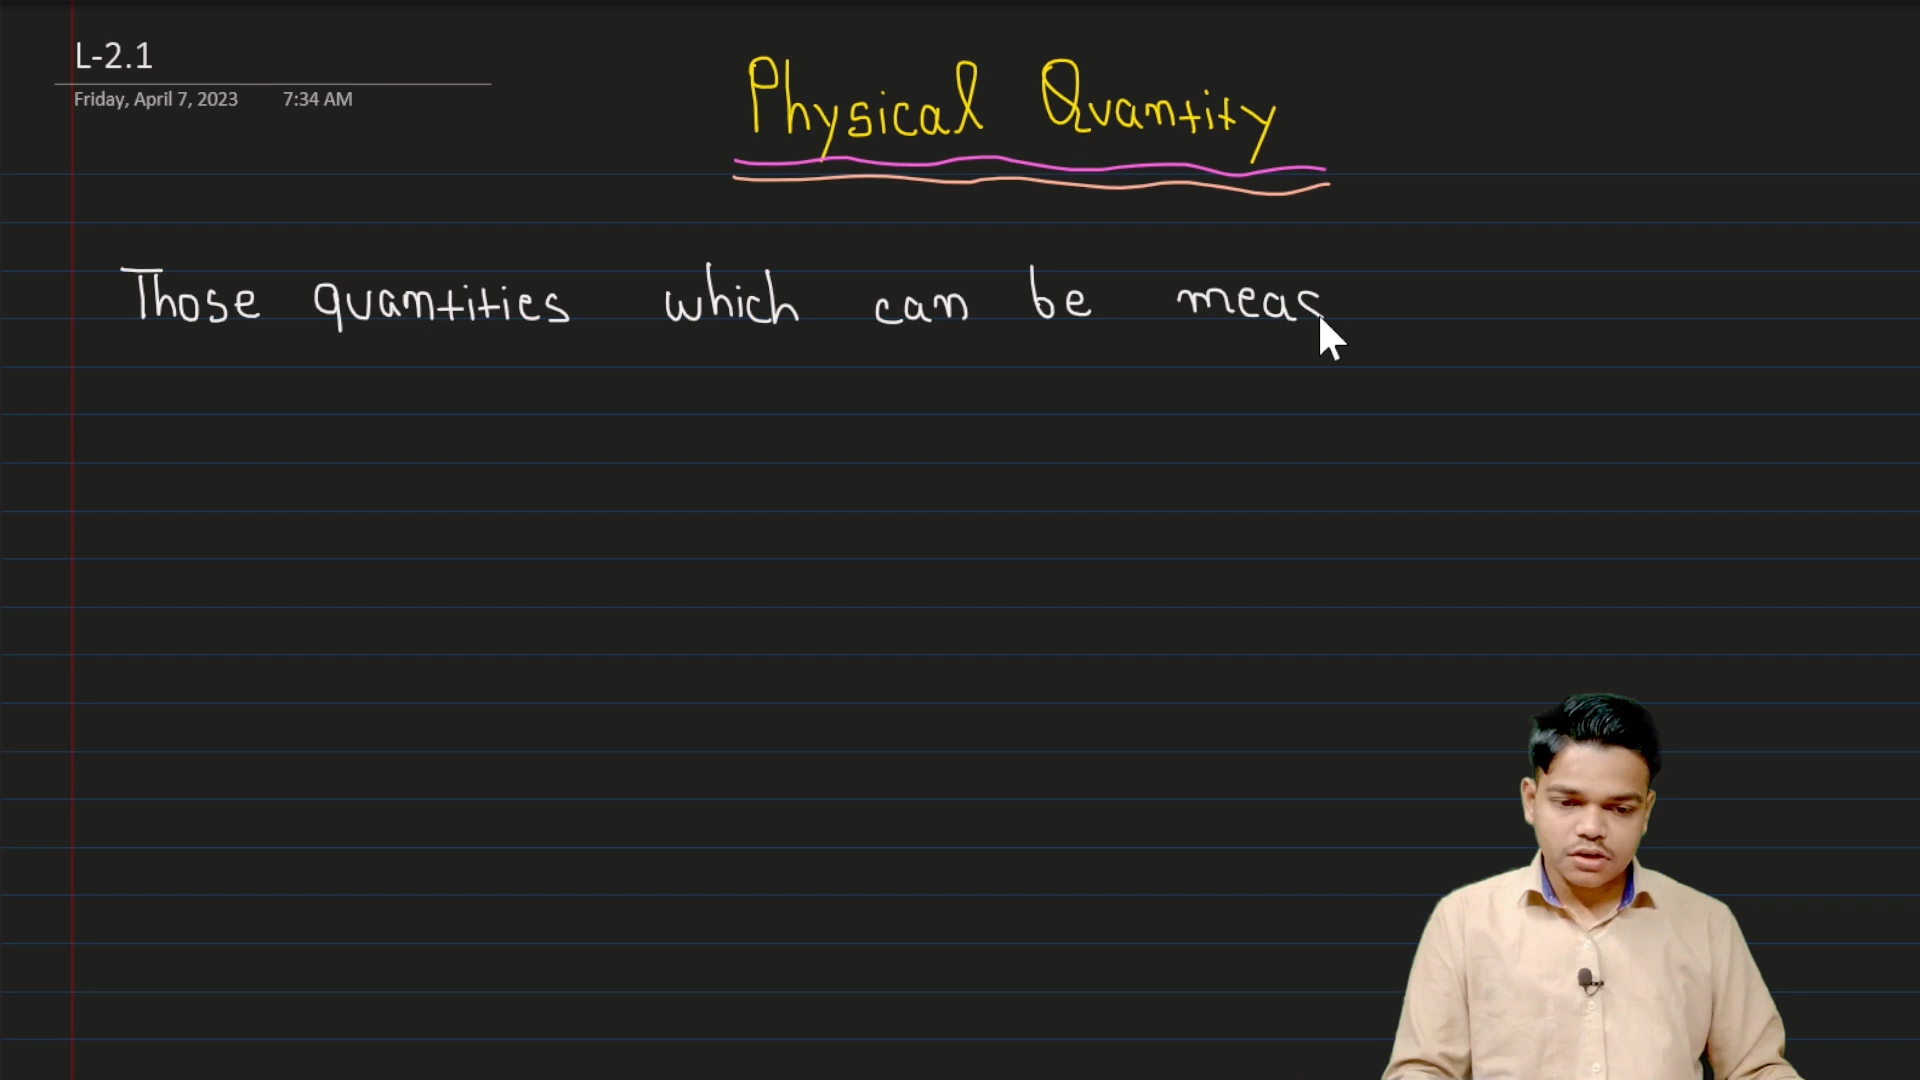 L-2.1
Friday, April 7, 2023 7:34 AM
Physical Quantity
Those quantities which can be meas